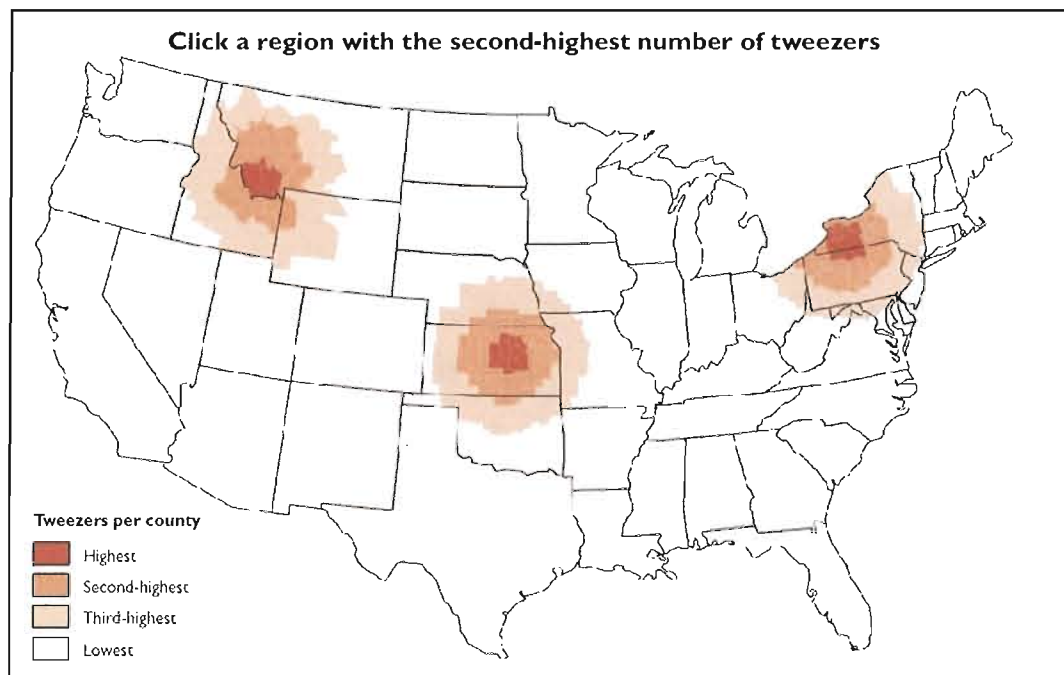 Click a region with the second-highest number of tweezers
Tweezers per county
Highest
Second-highest
Third-highest
Lowest